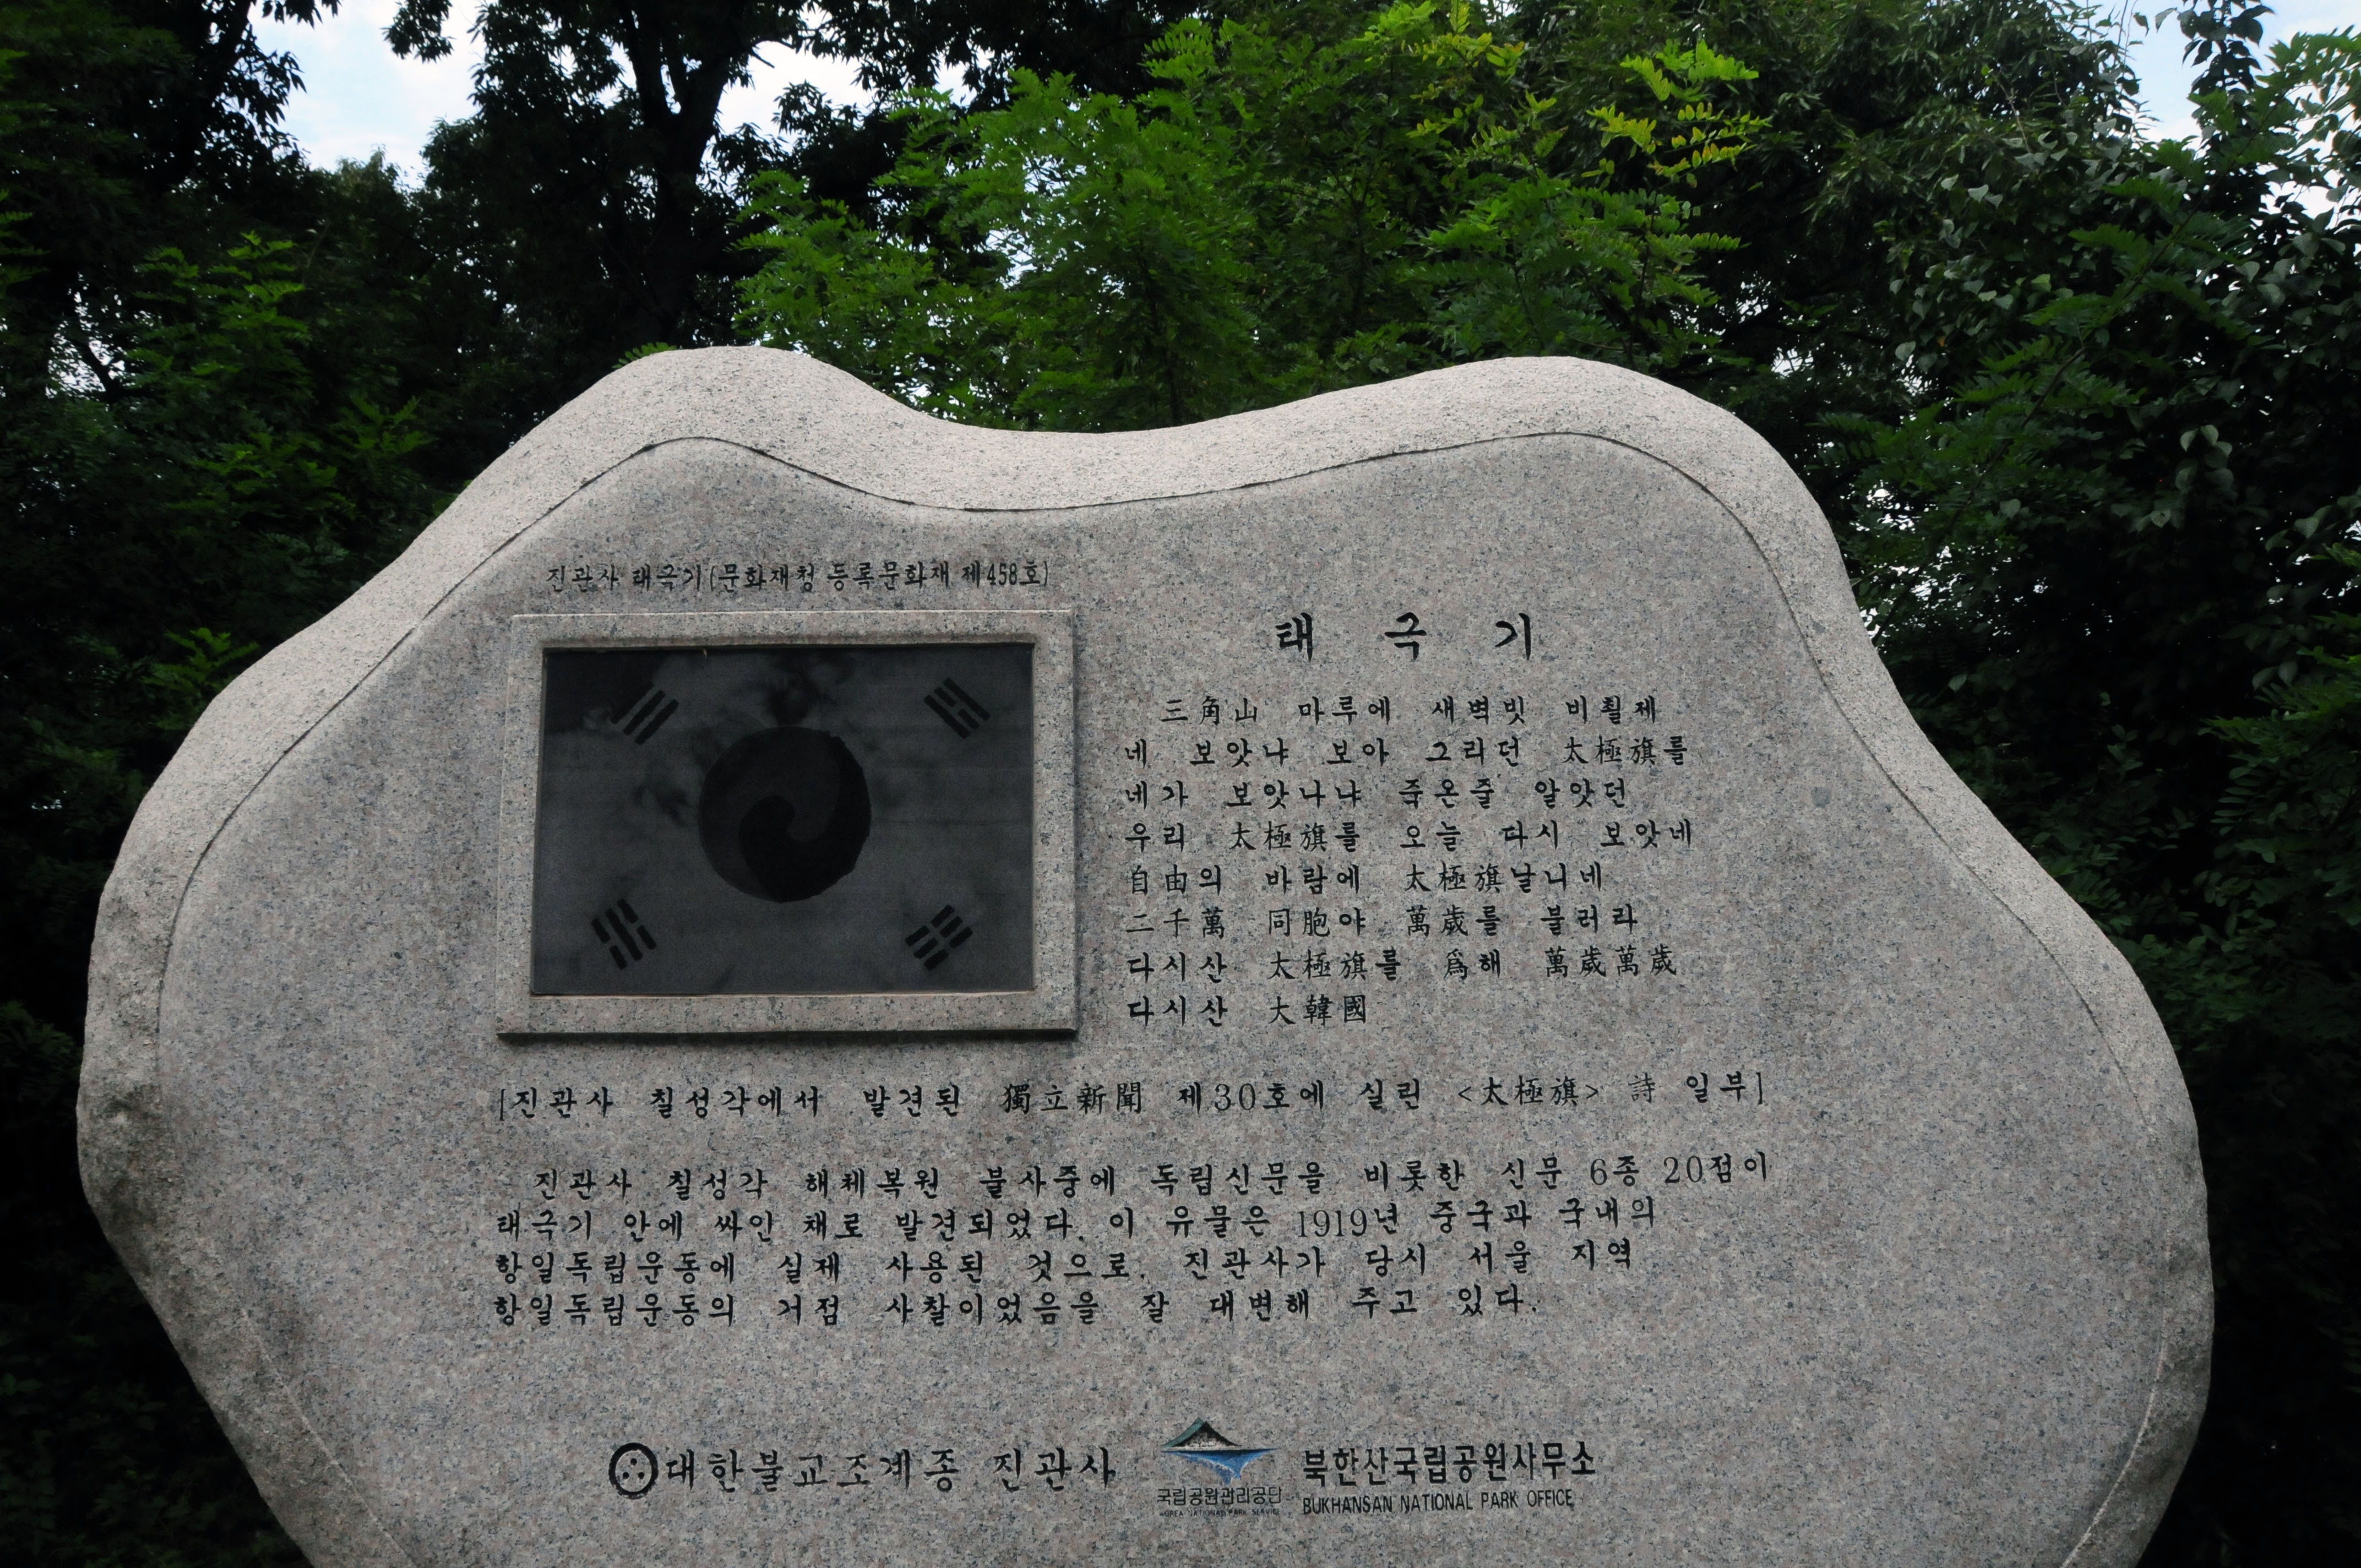 진관사 태극기(문화재청 등록문화재 제458호)
태 극 기
三角山 마루에 새벽빗 비쵤제
네 보앗냐 보아 그리던 太極旗를
네가 보앗나냐 죽온줄 알앗던
우리 太極旗를 오늘 다시 보앗네
自由의 바람에 太極旗날니네
二千萬 同胞야 萬歲를 불러라
다시산 太極旗를 爲해 萬歲萬歲
다시산 大韓國
[진관사 칠성각에서 발견된 獨立新聞 제30호에 실린 <太極旗> 詩 일부]
진관사 칠성각 해체복원 불사중에 독립신문을 비롯한 신문 6종 20점이
태극기 안에 싸인 채로 발견되었다. 이 유물은 1919년 중국과 국내의
항일독립운동에 실제 사용된 것으로, 진관사가 당시 서울 지역
항일독립운동의 거점 사찰이었음을 잘 대변해 주고 있다.
대한불교조계종 진관사
국립공원관리공단
KOREA NATIONAL PARK SERVICE
북한산국립공원사무소
BUKHANSAN NATIONAL PARK OFFICE